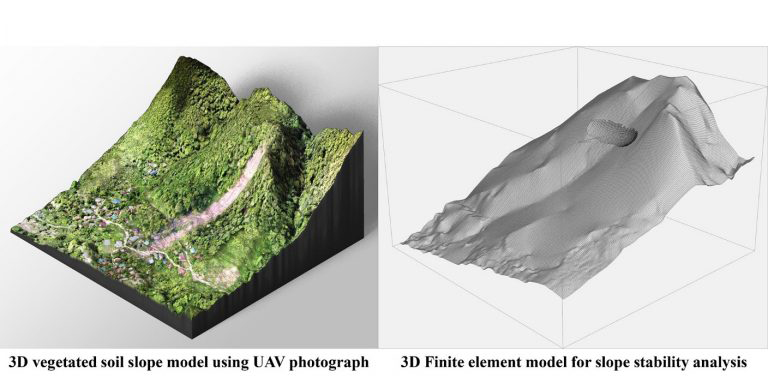 3D vegetated soil slope model using UAV photograph
3D Finite element model for slope stability analysis